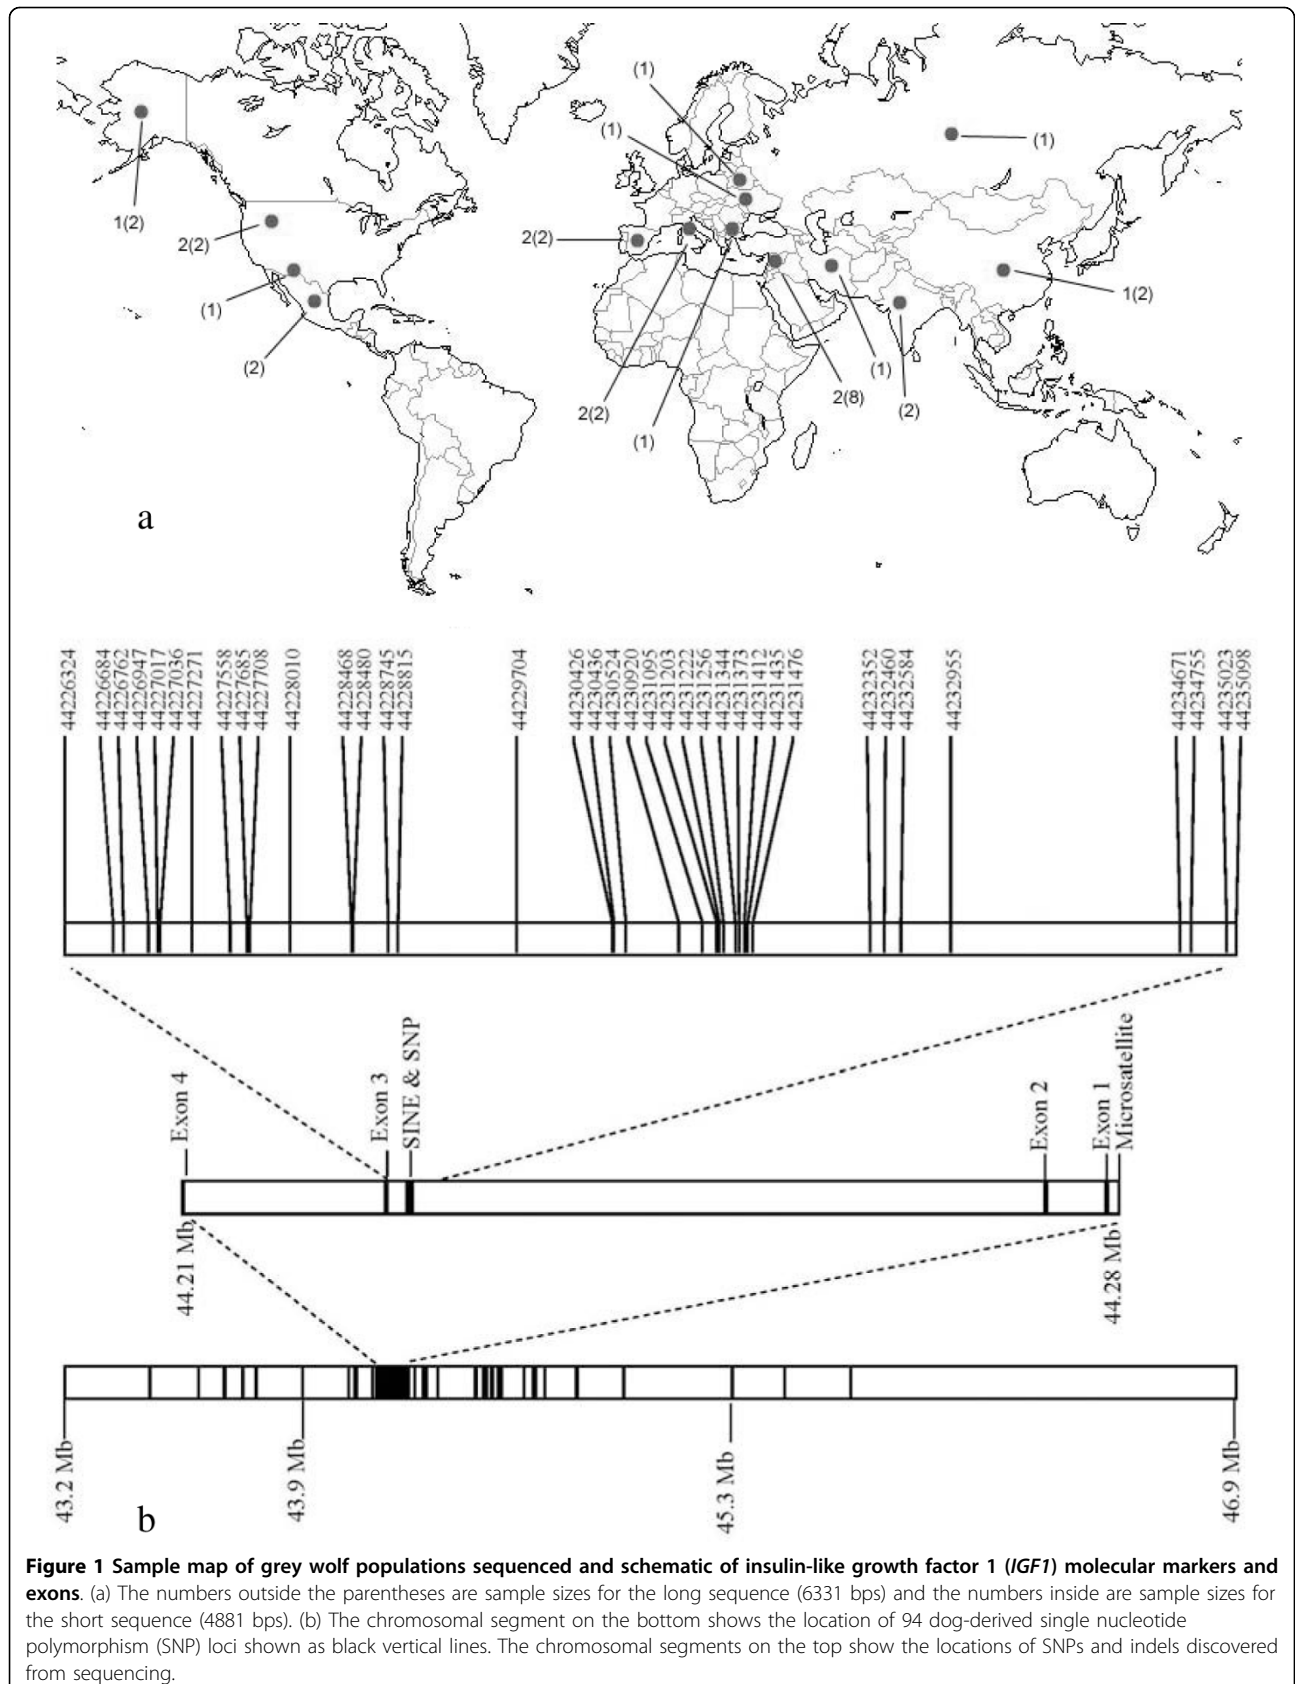 (1)
(1)
(1)
1(2)
2(2)
2(2)
1(2)
(1)
(2)
2(2)
(1)
2(8)
(1)
(2)
a
44226324
44226684
44226762
44226947
44227017
44227036
44227271
44227558
44227685
44227708
44228010
44228468
44228480
44228745
44228815
44229704
44230426
44230436
44230524
44230920
44231095
44231203
44231222
44231256
44231344
44231373
44231412
44231435
44231476
44232352
44232460
44232584
44232955
44234671
44234755
44235023
44235098
Exon 4
Exon 3
SINE & SNP
Exon 2
Exon 1
Microsatellite
44.21 Mb
44.28 Mb
43.2 Mb
43.9 Mb
45.3 Mb
46.9 Mb
b
Figure 1 Sample map of grey wolf populations sequenced and schematic of insulin-like growth factor 1 (IGF1) molecular markers and
exons. (a) The numbers outside the parentheses are sample sizes for the long sequence (6331 bps) and the numbers inside are sample sizes for
the short sequence (4881 bps). (b) The chromosomal segment on the bottom shows the location of 94 dog-derived single nucleotide
polymorphism (SNP) loci shown as black vertical lines. The chromosomal segments on the top show the locations of SNPs and indels discovered
from sequencing.